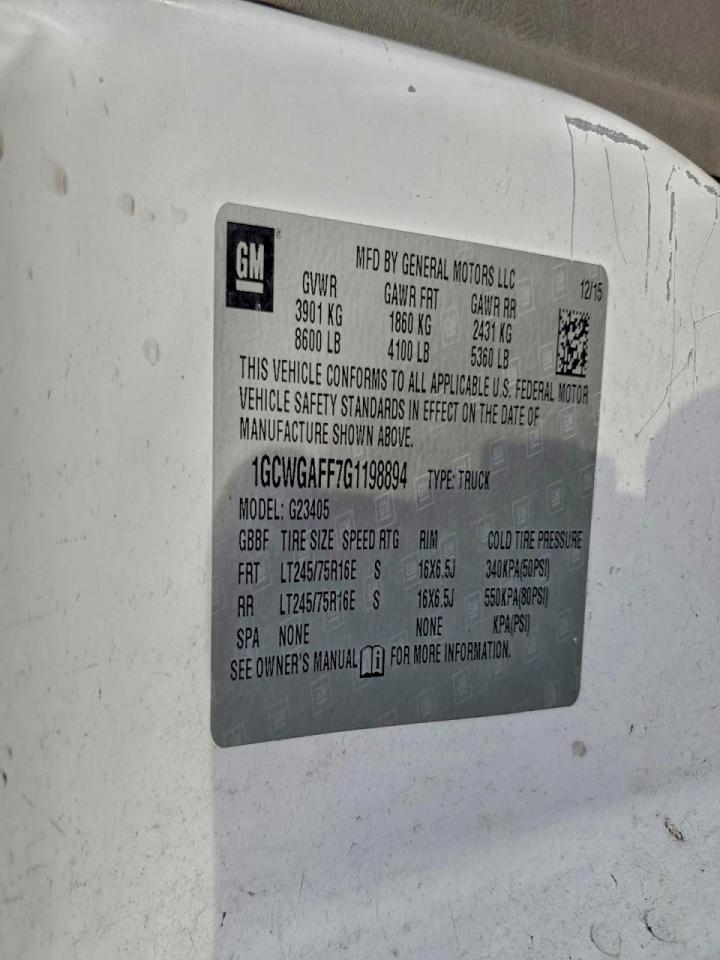 GM
MFD BY GENERAL MOTORS LLC
12/15
GVWR GAWR FRT GAWR RR
3901 KG 1860 KG 2431 KG
8600 LB 4100 LB 5360 LB
THIS VEHICLE CONFORMS TO ALL APPLICABLE U.S. FEDERAL MOTOR
VEHICLE SAFETY STANDARDS IN EFFECT ON THE DATE OF
MANUFACTURE SHOWN ABOVE.
1GCWGAFF7G1198894 TYPE: TRUCK
MODEL: G23405
GBBF TIRE SIZE SPEED RTG RIM COLD TIRE PRESSURE
FRT LT245/75R16E S 16X6.5J 340KPA(50PSI)
RR LT245/75R16E S 16X6.5J 550KPA(80PSI)
SPA NONE NONE KPA(PSI)
SEE OWNER'S MANUAL FOR MORE INFORMATION.